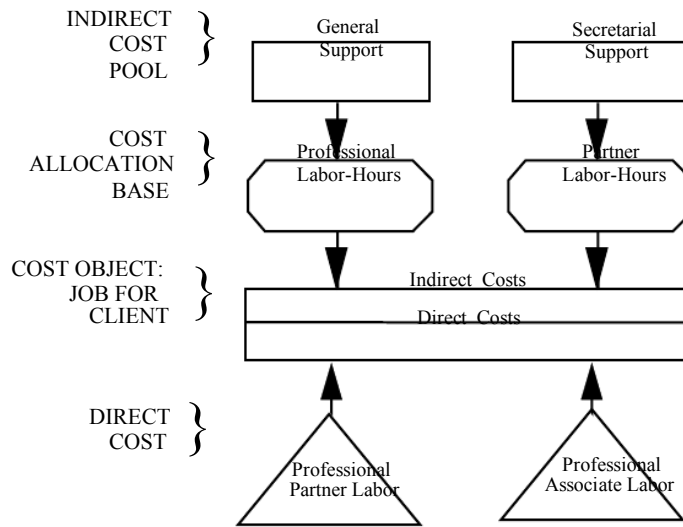 INDIRECT
COST
POOL
}
General
Support
Secretarial
Support
COST
ALLOCATION
BASE
}
Professional
Labor-Hours
Partner
Labor-Hours
COST OBJECT:
JOB FOR
CLIENT
}
Indirect Costs
Direct Costs
DIRECT
COST
}
Professional
Partner Labor
Professional
Associate Labor